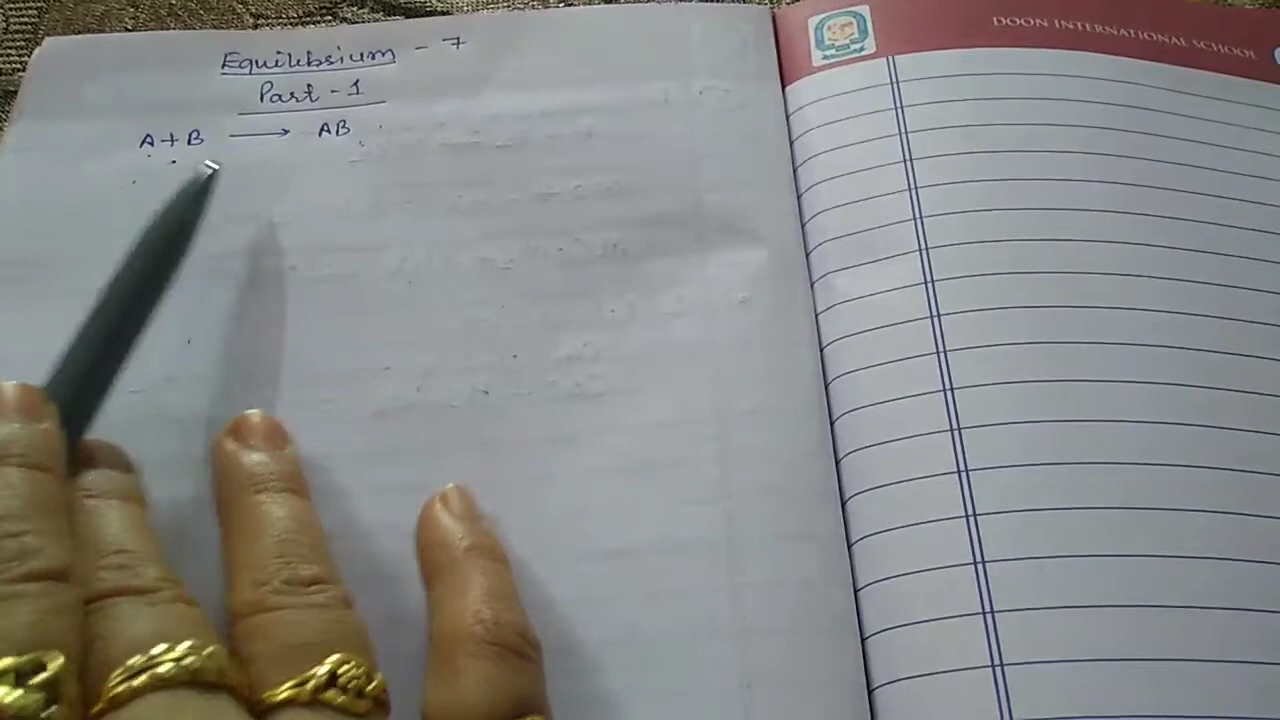 Equilibrium - 7
Part - 1
A + B ⟶ AB
DOON INTERNATIONAL SCHOOL